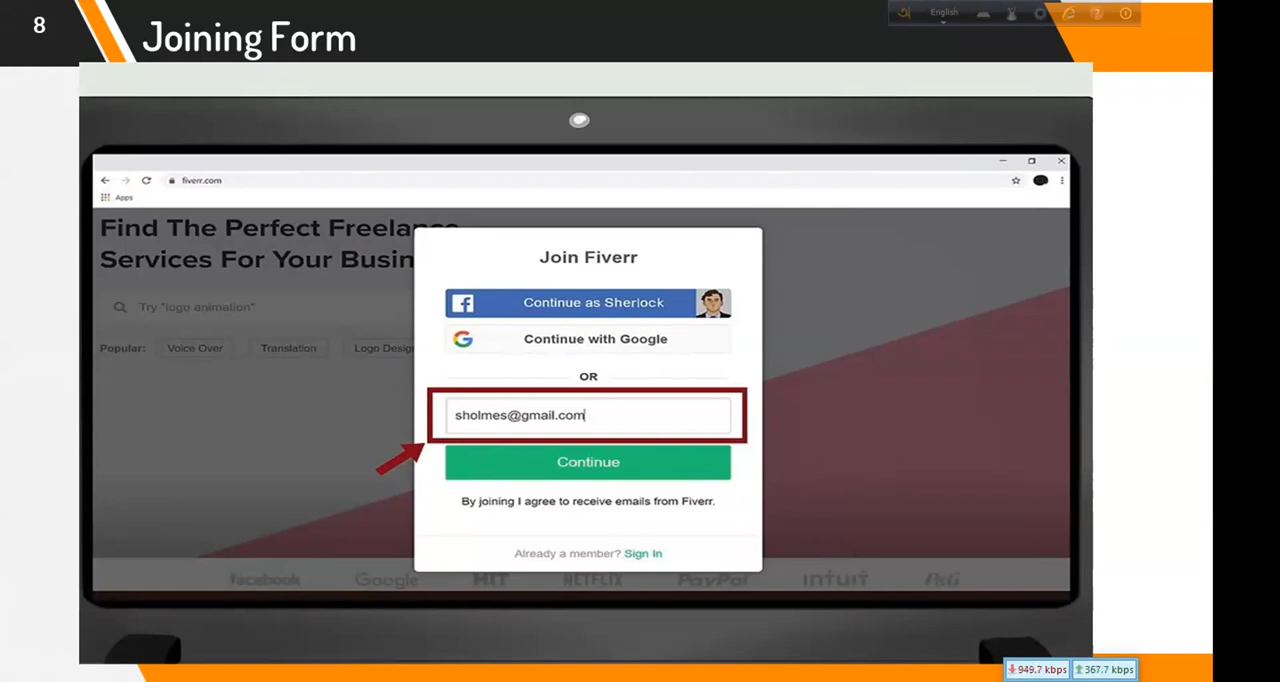 8
Joining Form
English
fiverr.com
Apps
Find The Perfect Freelance
Services For Your Busin
Try "logo animation"
Popular: Voice Over Translation Logo Design
Join Fiverr
Continue as Sherlock
Continue with Google
OR
sholmes@gmail.com
Continue
By joining I agree to receive emails from Fiverr.
Already a member? Sign In
facebook Google MIT NETFLIX PayPal intuit P&G
949.7 kbps 367.7 kbps